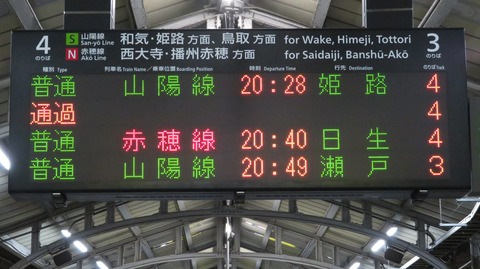 4 のりば
S 山陽線 San-yō Line
N 赤穂線 Akō Line
和気・姫路方面、鳥取方面 for Wake, Himeji, Tottori
西大寺・播州赤穂方面 for Saidaiji, Banshū-Akō
3 のりば
種別 Type 列車名 Train Name/乗車位置 Boarding Position 時刻 Departure Time 行先 Destination のりば Track
普通 山陽線 20:28 姫路 4
通過 4
普通 赤穂線 20:40 日生 4
普通 山陽線 20:49 瀬戸 3